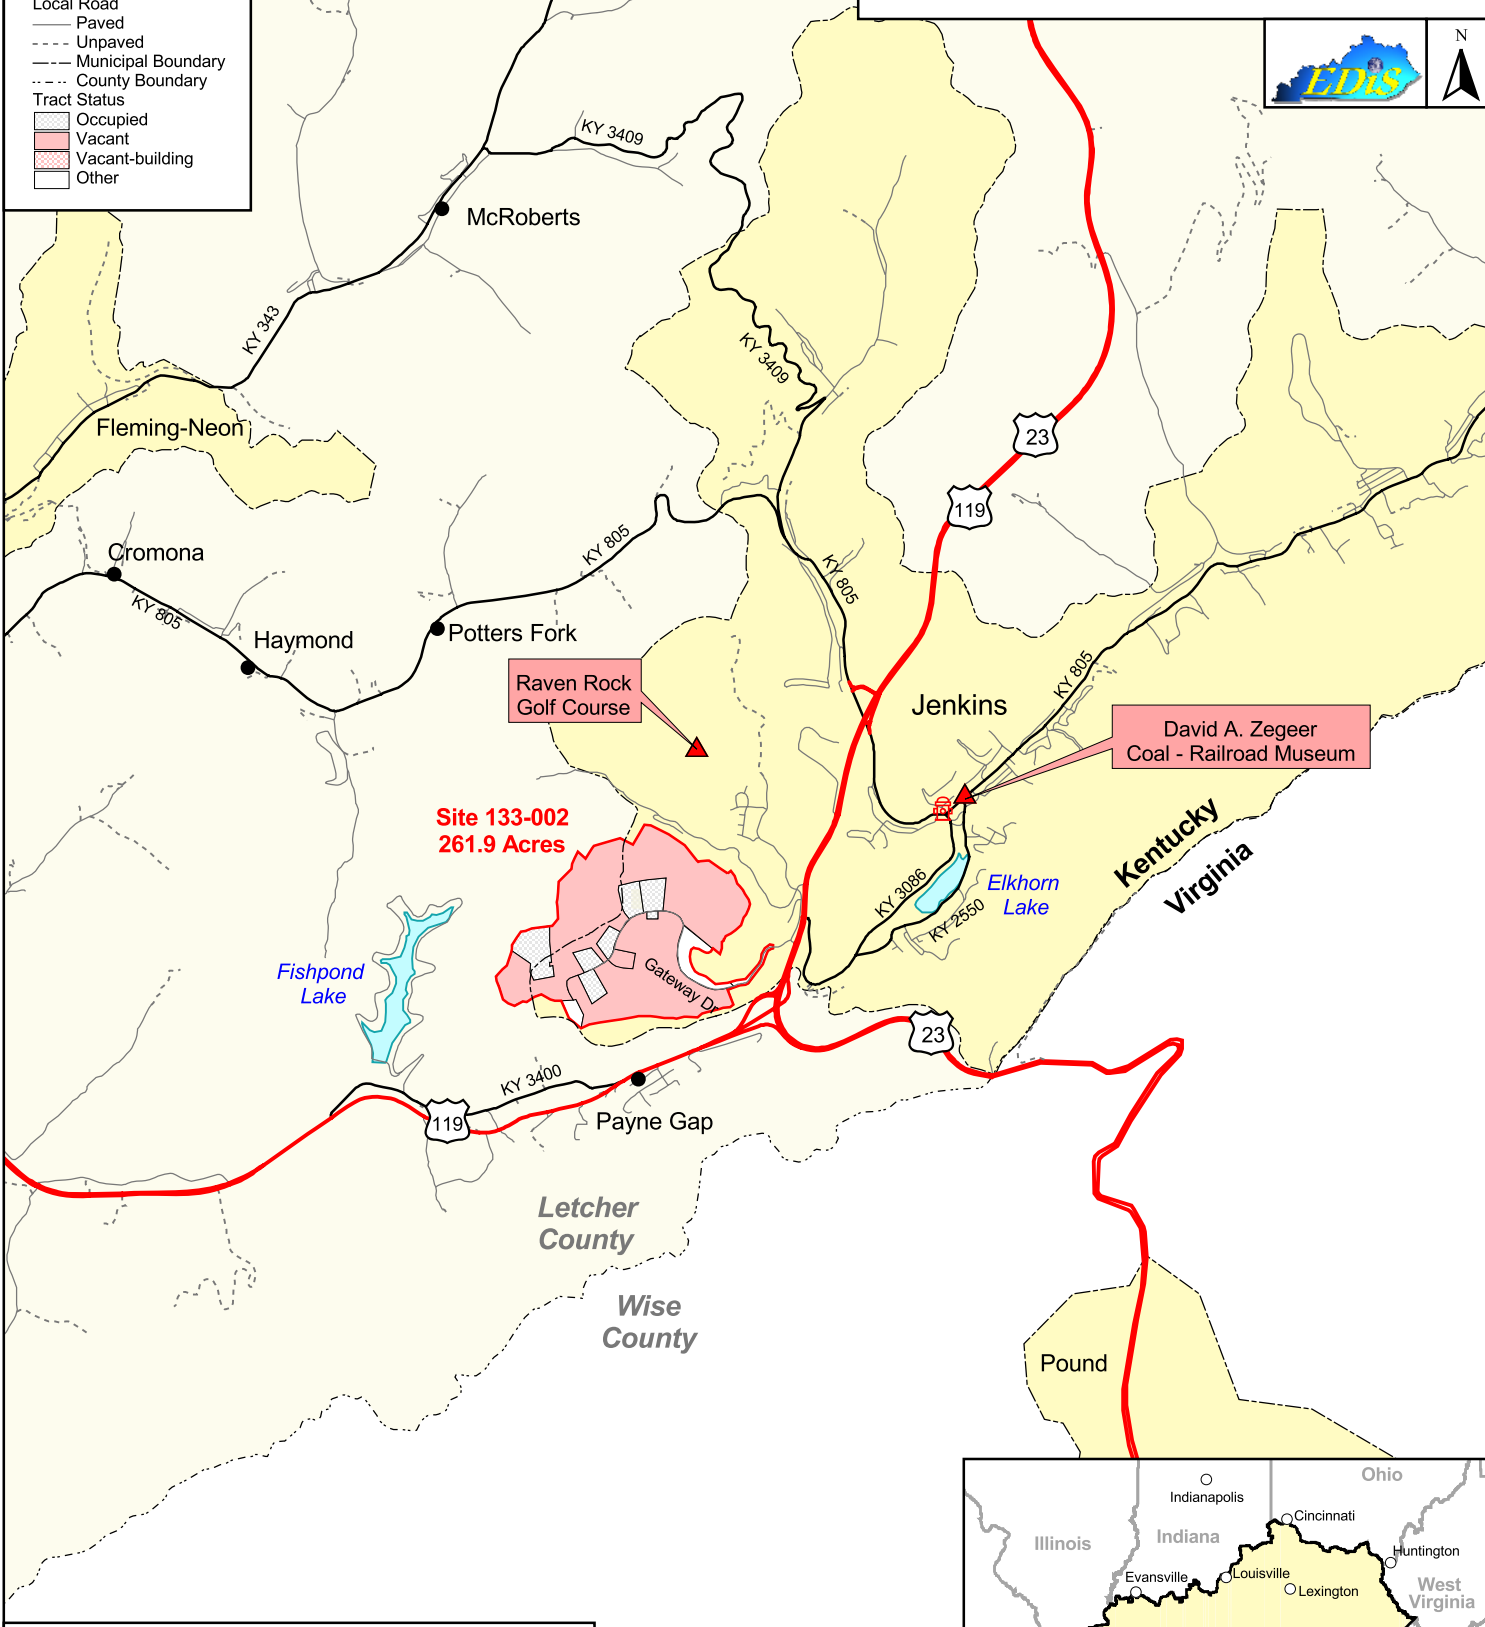 Local Road
Paved
Unpaved
Municipal Boundary
County Boundary
Tract Status
Occupied
Vacant
Vacant-building
Other
EDIS
N
KY 3409
McRoberts
KY 343
KY 3409
Fleming-Neon
23
119
Cromona
KY 805
KY 805
KY 805
Haymond
Potters Fork
Raven Rock
Golf Course
Jenkins
KY 805
David A. Zegeer
Coal - Railroad Museum
Site 133-002
261.9 Acres
Kentucky
Virginia
KY 3086
Elkhorn
Lake
KY 2550
Fishpond
Lake
Gateway Dr
23
KY 3400
119
Payne Gap
Letcher
County
Wise
County
Pound
Ohio
Indianapolis
Cincinnati
Illinois
Indiana
Huntington
Evansville
Louisville
Lexington
West
Virginia